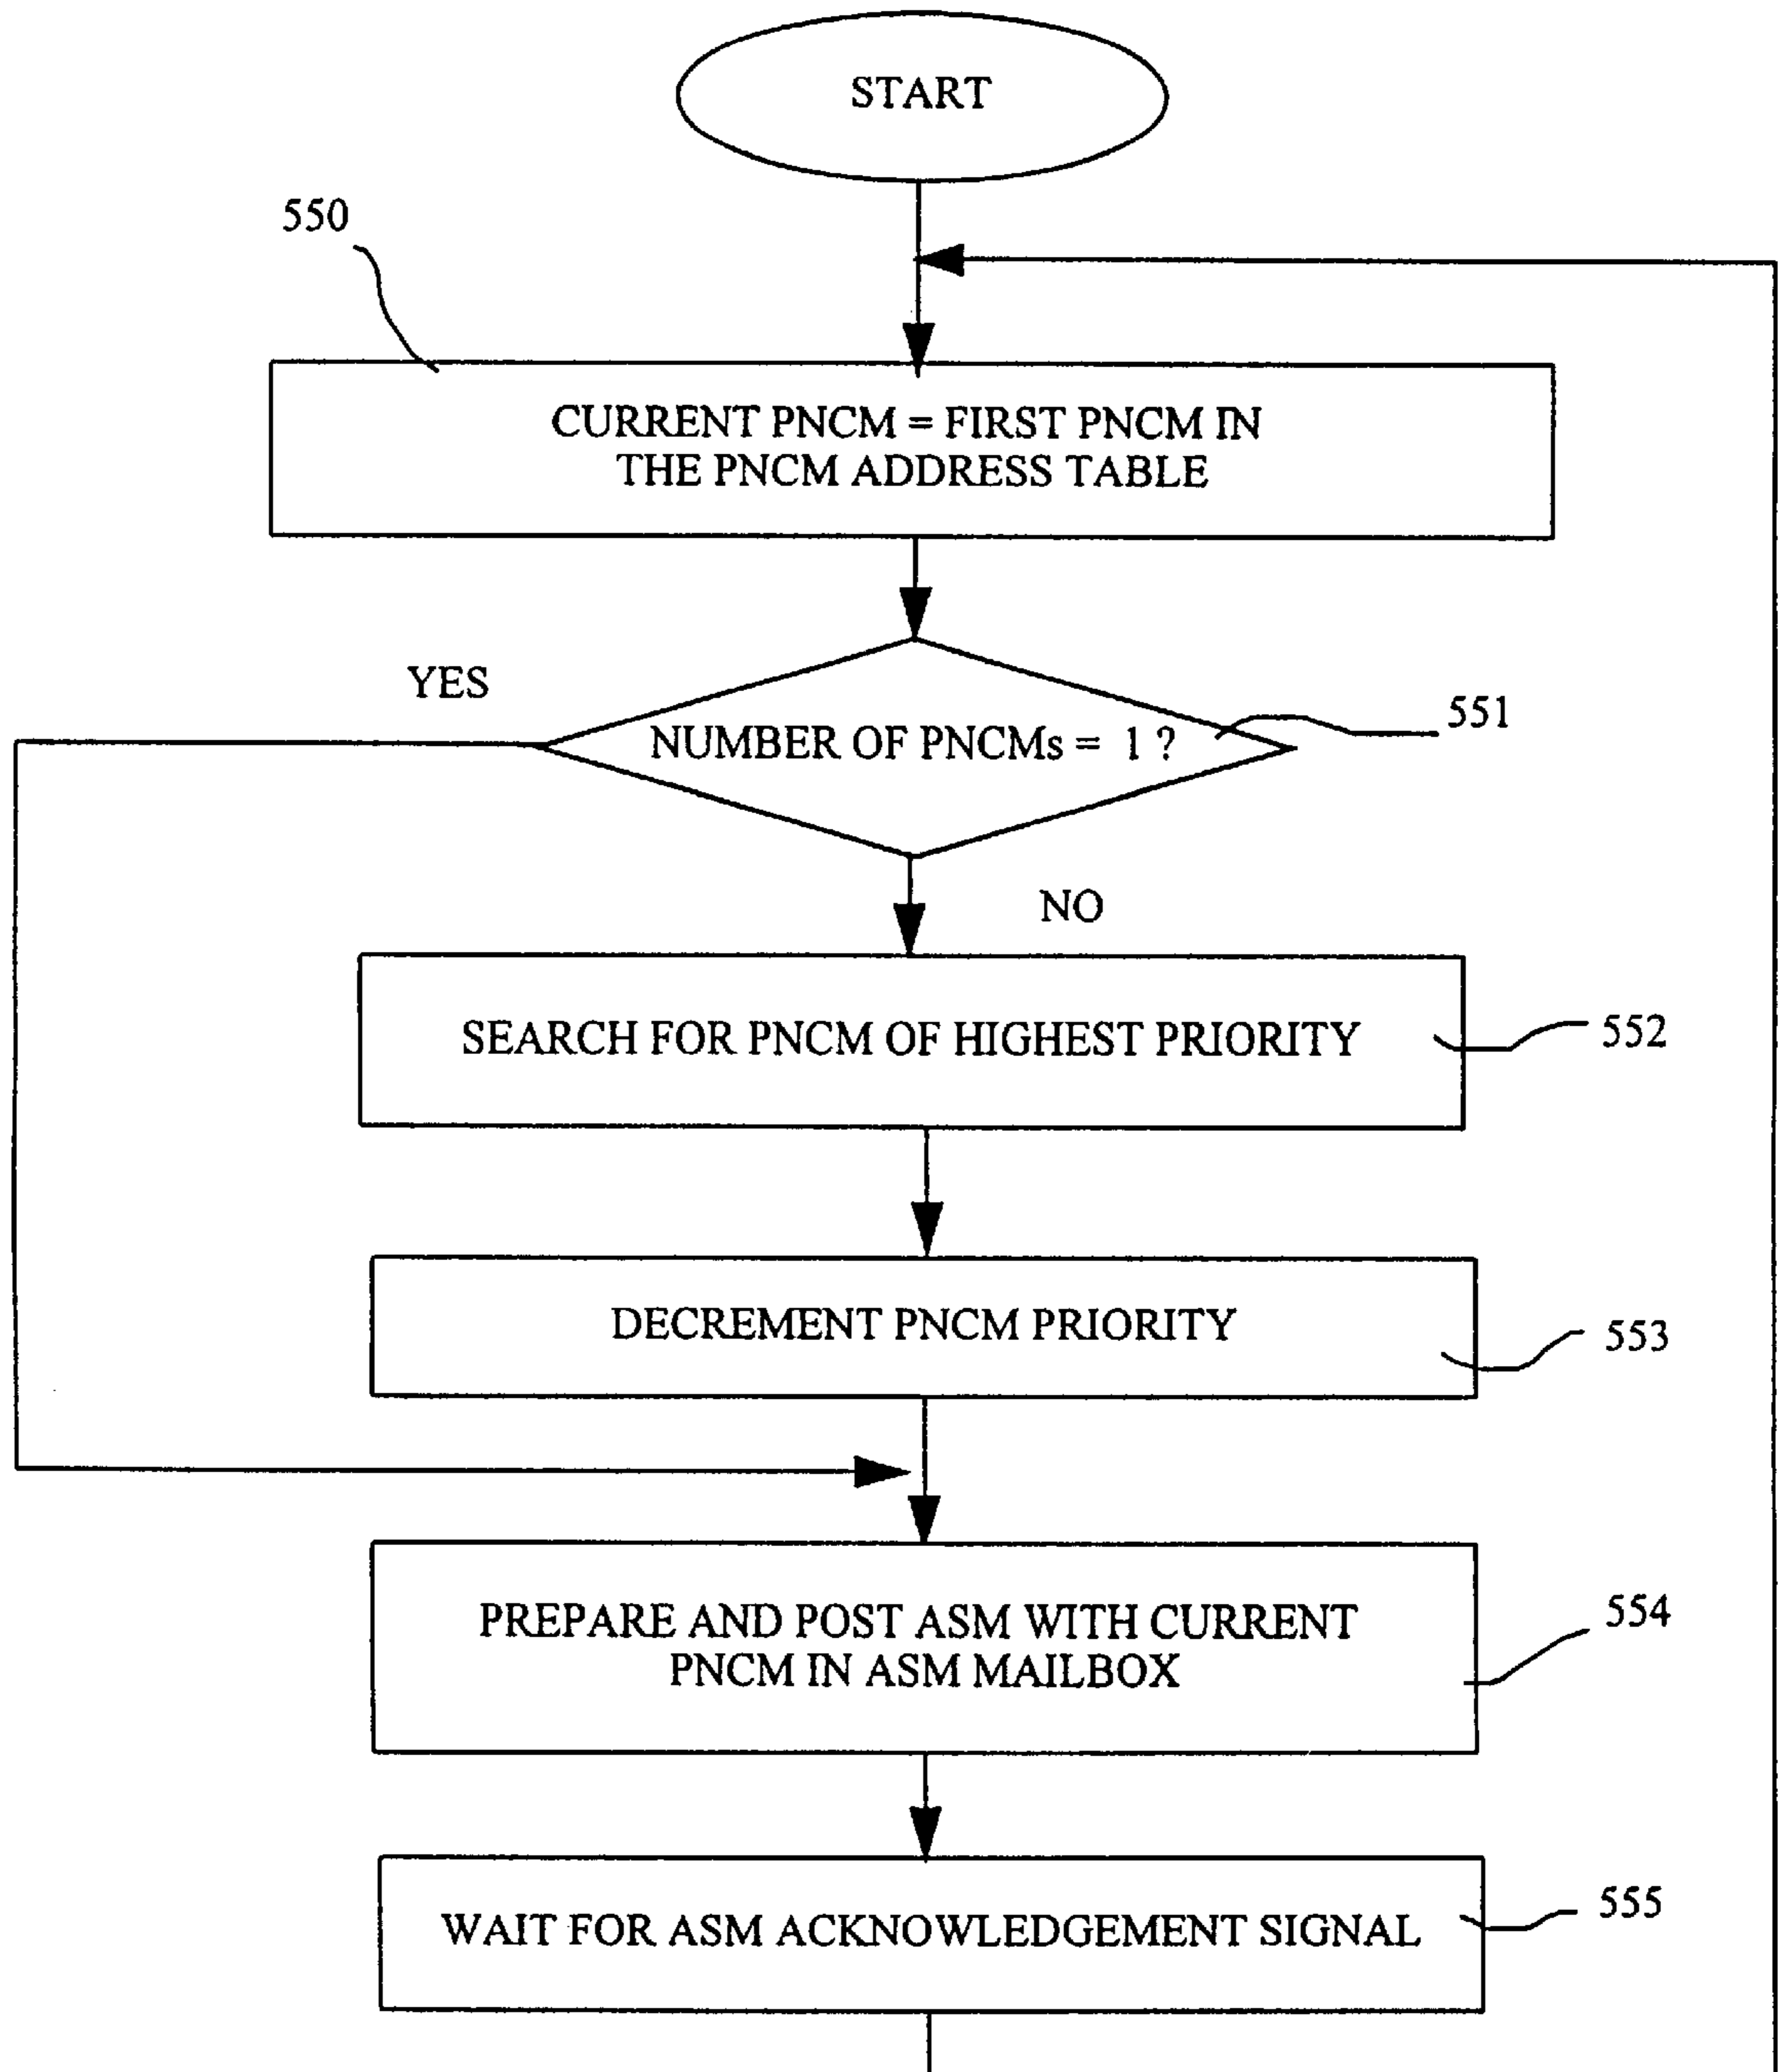 START
550
CURRENT PNCM = FIRST PNCM IN
THE PNCM ADDRESS TABLE
YES
NUMBER OF PNCMs = 1 ?
551
NO
SEARCH FOR PNCM OF HIGHEST PRIORITY
552
DECREMENT PNCM PRIORITY
553
PREPARE AND POST ASM WITH CURRENT
PNCM IN ASM MAILBOX
554
WAIT FOR ASM ACKNOWLEDGEMENT SIGNAL
555